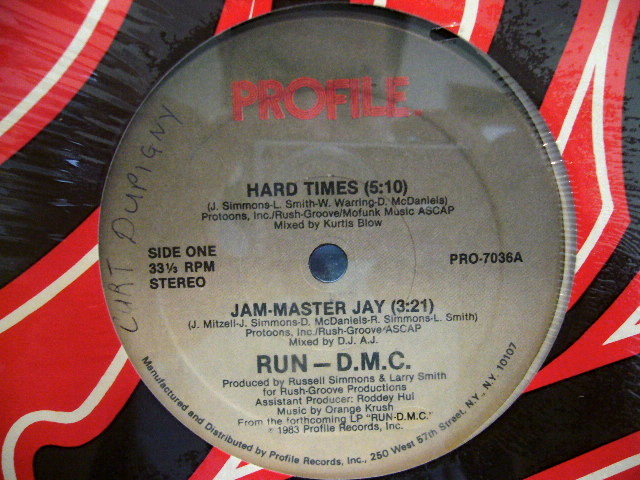 PROFILE.
HARD TIMES (5:10)
(J. Simmons-L. Smith-W. Warring-D. McDaniels)
Protoons, Inc./Rush-Groove/Mofunk Music ASCAP
Mixed by Kurtis Blow
SIDE ONE
33⅓ RPM
STEREO
PRO-7036A
JAM-MASTER JAY (3:21)
(J. Mitzell-J. Simmons-D. McDaniels-R. Simmons-L. Smith)
Protoons, Inc./Rush-Groove/ASCAP
Mixed by D.J. A.J.
RUN – D.M.C.
Produced by Russell Simmons & Larry Smith
for Rush-Groove Productions
Assistant Producer: Roddey Hui
Music by Orange Krush
From the forthcoming LP "RUN-D.M.C."
© 1983 Profile Records, Inc.
Manufactured and Distributed by Profile Records, Inc., 250 West 57th Street, N.Y., N.Y. 10107
CURT DUPIGNY